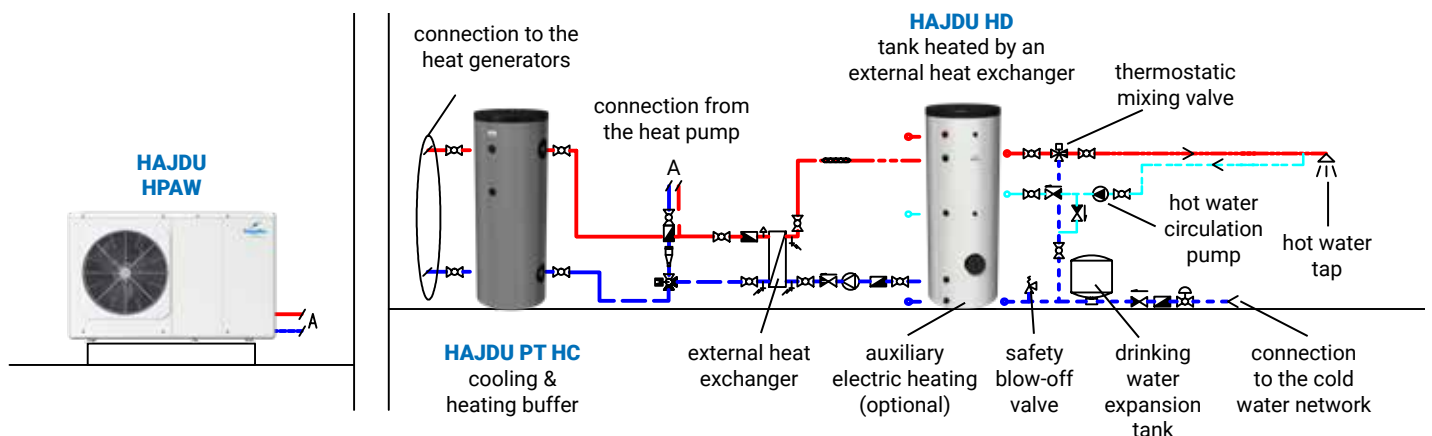 HAJDU
HPAW
A
connection to the
heat generators
HAJDU PT HC
cooling &
heating buffer
connection from
the heat pump
A
external heat
exchanger
HAJDU HD
tank heated by an
external heat exchanger
auxiliary
electric heating
(optional)
thermostatic
mixing valve
hot water
circulation
pump
hot water
tap
safety
blow-off
valve
drinking
water
expansion
tank
connection
to the cold
water network